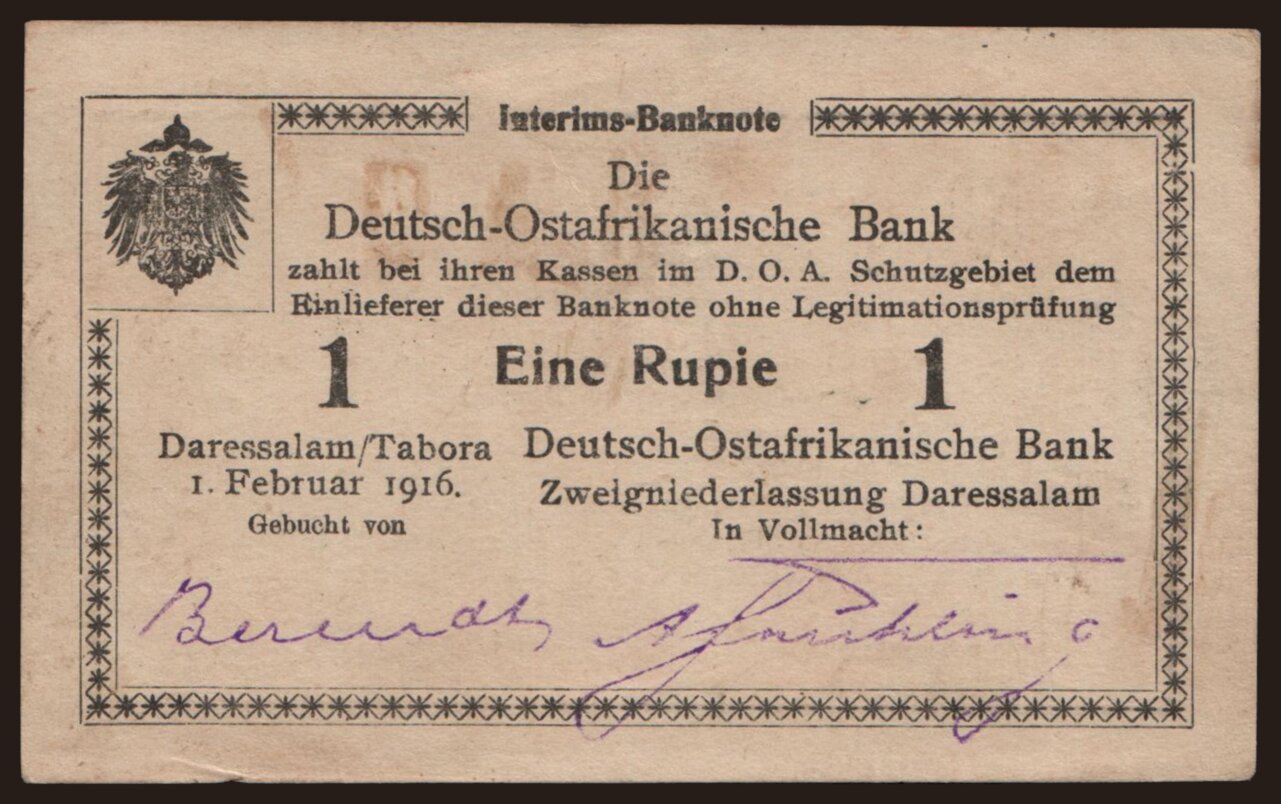 Interims-Banknote
Die
Deutsch-Ostafrikanische Bank
zahlt bei ihren Kassen im D. O. A. Schutzgebiet dem
Einlieferer dieser Banknote ohne Legitimationsprüfung
1 Eine Rupie 1
Daressalam/Tabora
1. Februar 1916.
Gebucht von
Deutsch-Ostafrikanische Bank
Zweigniederlassung Daressalam
In Vollmacht:
Berendt